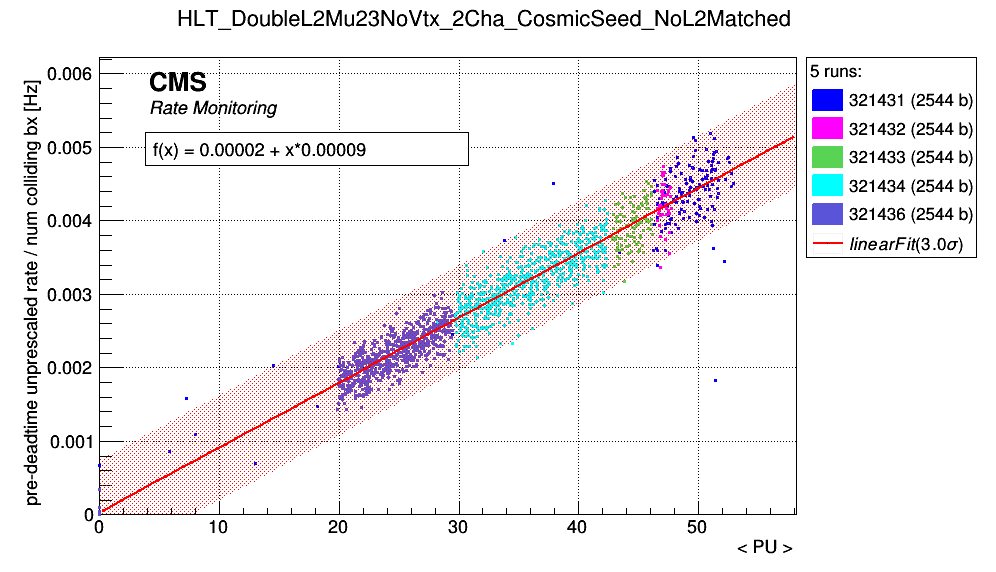 HLT_DoubleL2Mu23NoVtx_2Cha_CosmicSeed_NoL2Matched
pre-deadtime unprescaled rate / num colliding bx [Hz]
0.006
0.005
0.004
0.003
0.002
0.001
0
CMS
Rate Monitoring
f(x) = 0.00002 + x*0.00009
0 10 20 30 40 50
< PU >
5 runs:
321431 (2544 b)
321432 (2544 b)
321433 (2544 b)
321434 (2544 b)
321436 (2544 b)
linearFit(3.0σ)